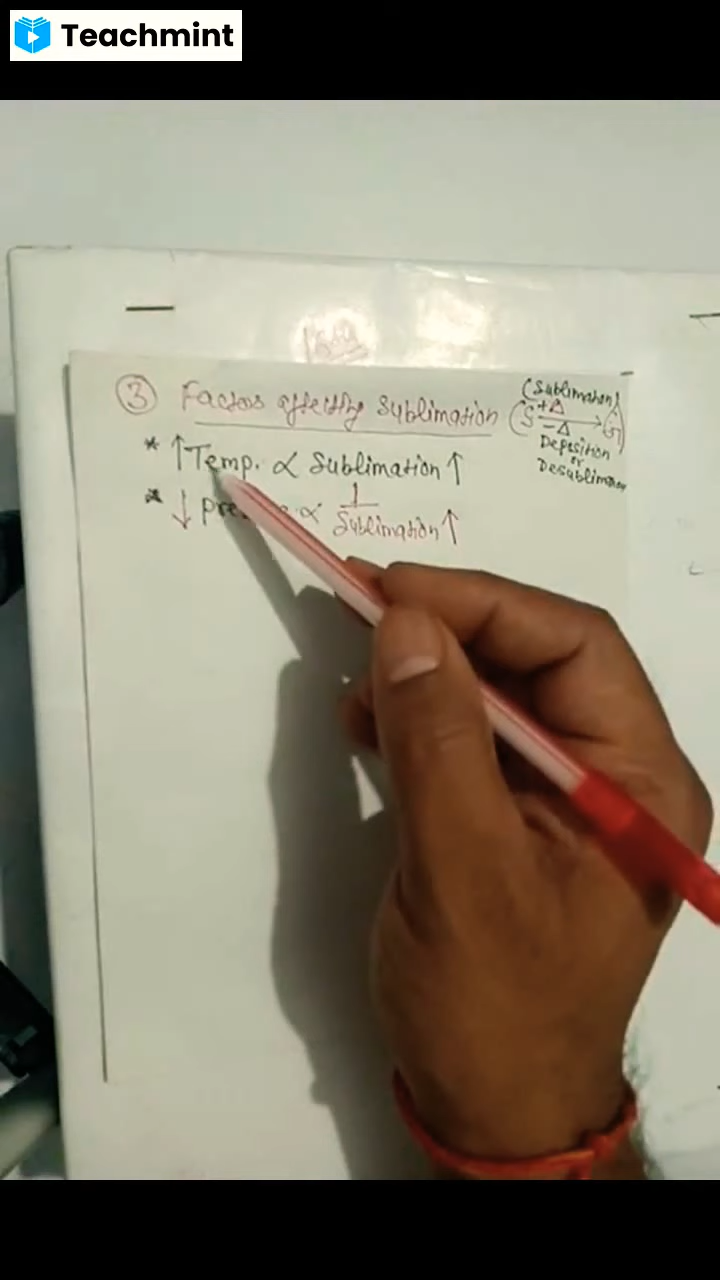 Teachmint
③ Factors affecting Sublimation
(Sublimation)
(S +Δ
-Δ
Deposition
or
Desublimation
* ↑Temp. ∝ Sublimation↑
* ↓ ∝ 1
Sublimation↑